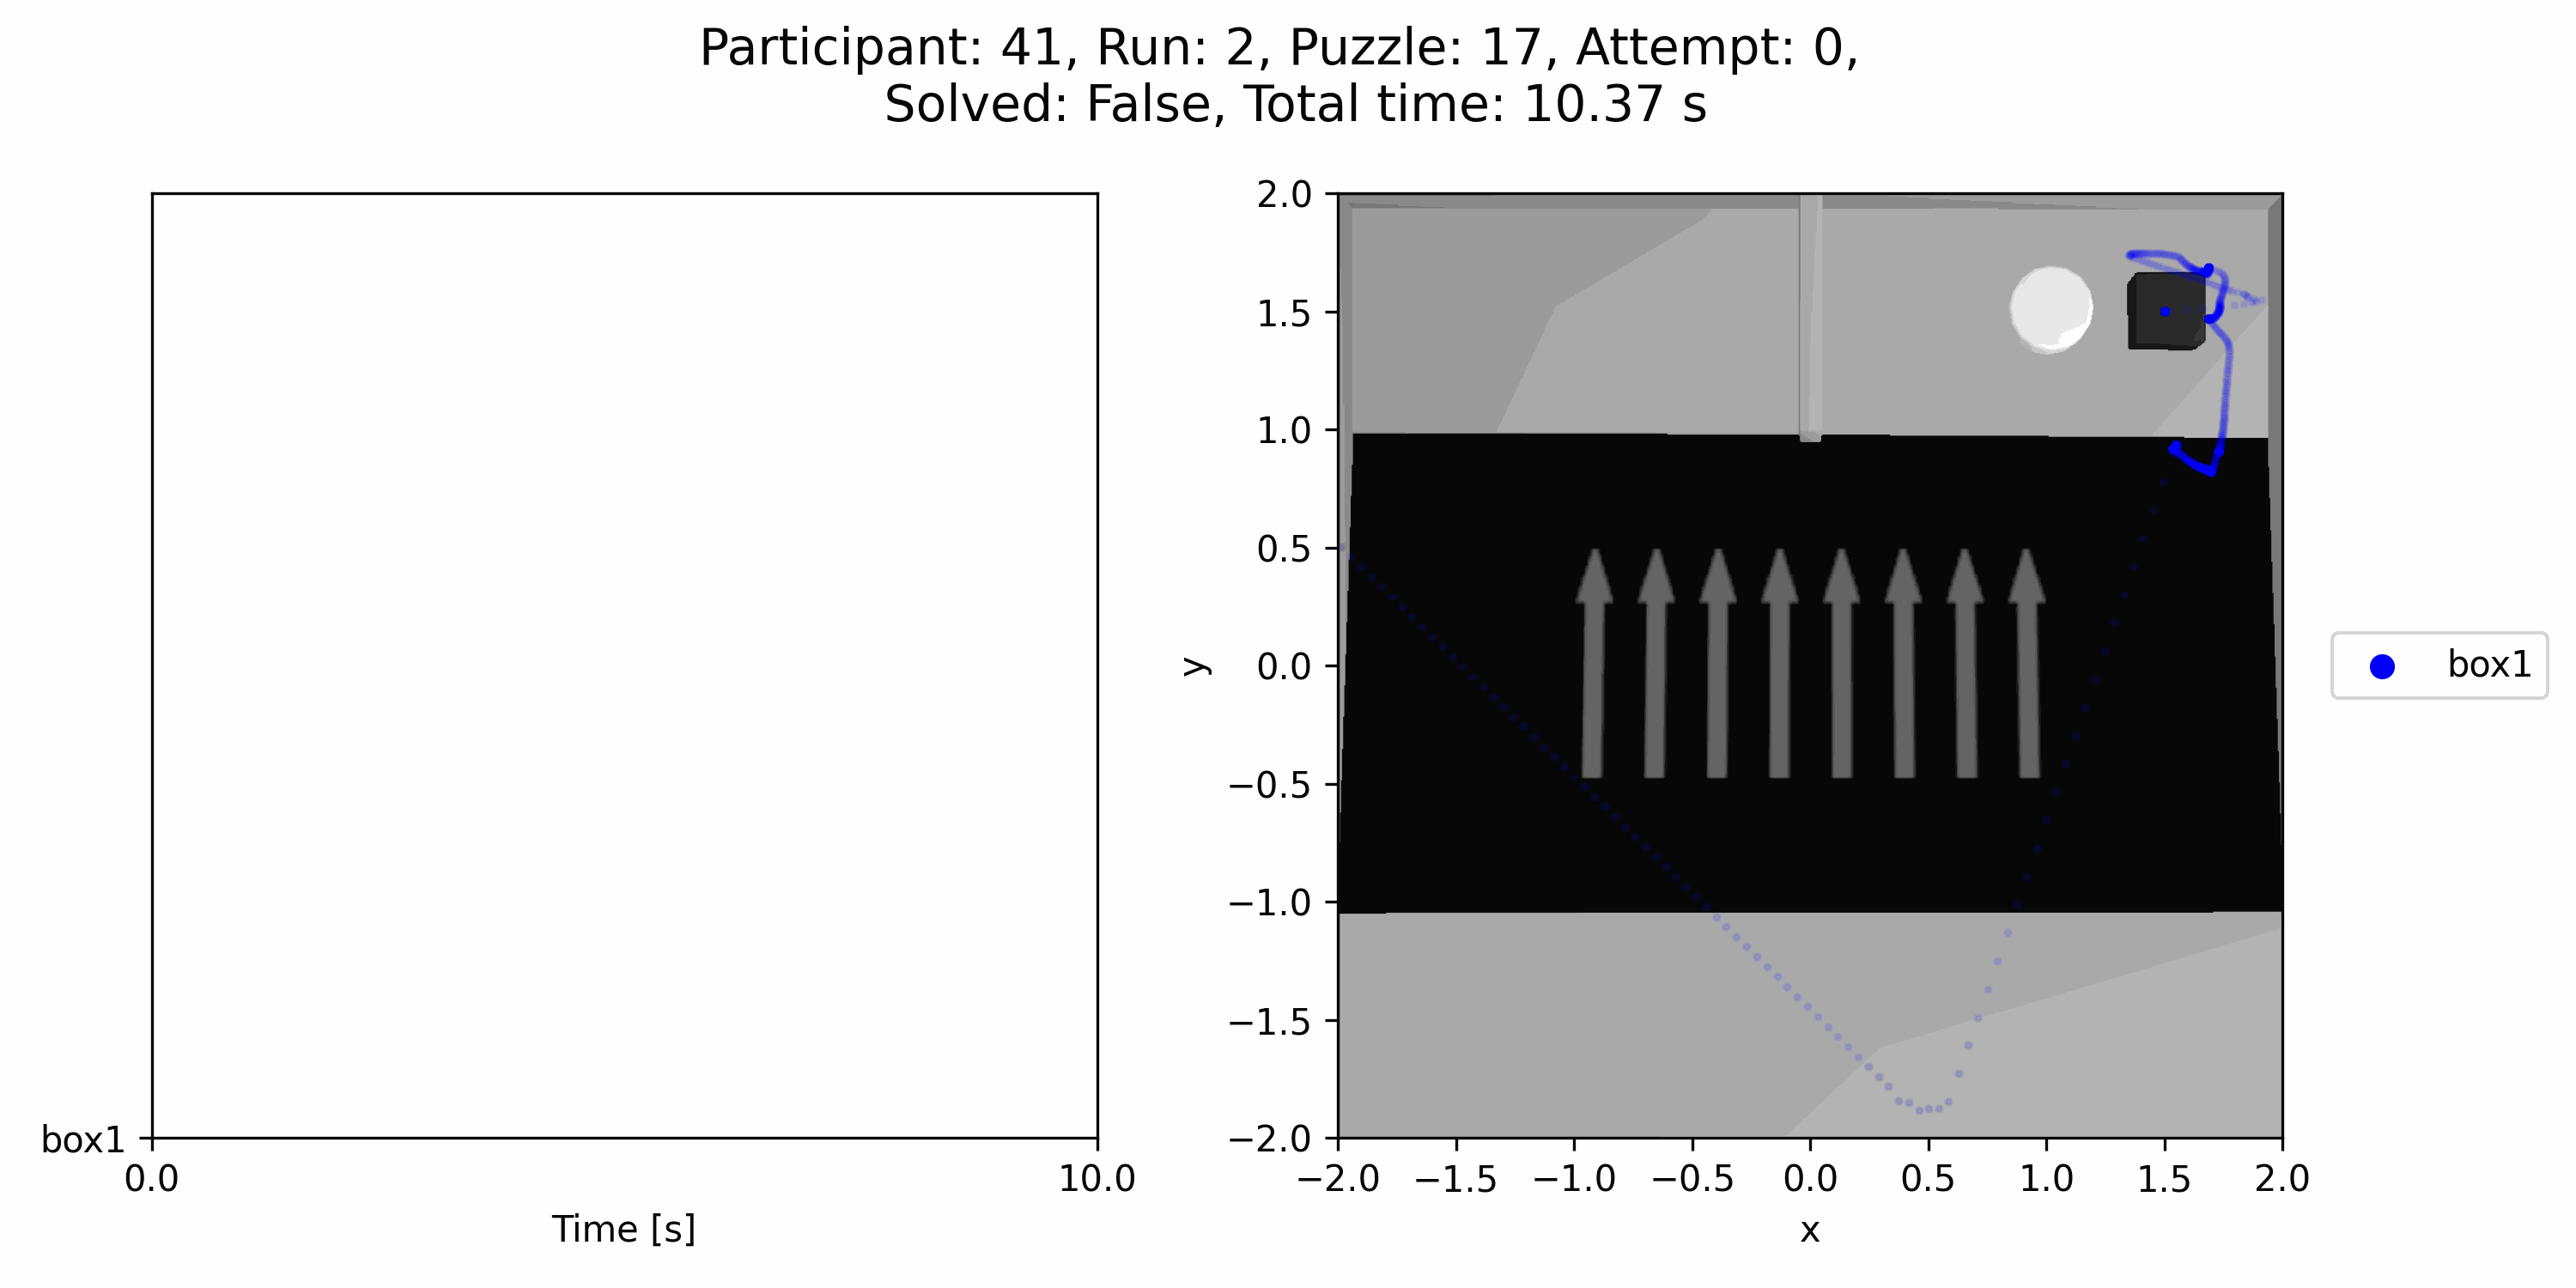 Participant: 41, Run: 2, Puzzle: 17, Attempt: 0,
Solved: False, Total time: 10.37 s
box1
0.0
10.0
Time [s]
2.0
1.5
1.0
0.5
0.0
−0.5
−1.0
−1.5
−2.0
y
−2.0
−1.5
−1.0
−0.5
0.0
0.5
1.0
1.5
2.0
x
box1